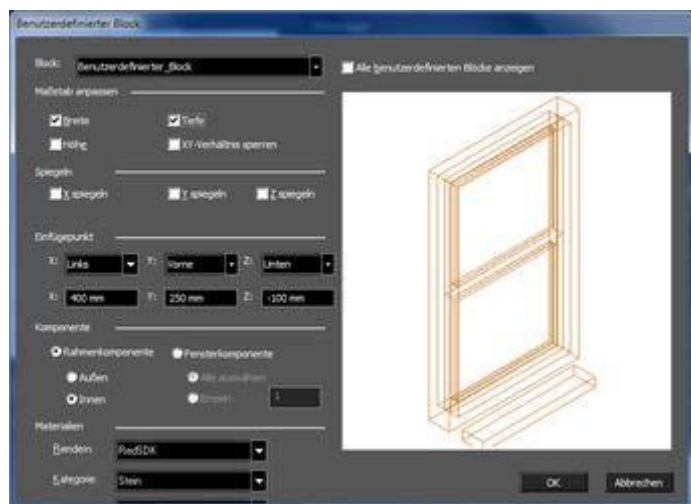 Benutzerdefinierter Block
Block: Benutzerdefinierter_Block
Alle benutzerdefinierten Blöcke anzeigen
Maßstab anpassen
Breite Tiefe
Höhe XY-Verhältnis sperren
Spiegeln
X spiegeln Y spiegeln Z spiegeln
Einfügepunkt
X: Links Y: Vorne Z: Unten
X: 400 mm Y: 250 mm Z: -100 mm
Komponente
Rahmenkomponente Fensterkomponente
Außen Alle auswählen
Innen Einzeln 1
Materialien
Rendern RedSDK
Kategorie Stein
OK Abbrechen